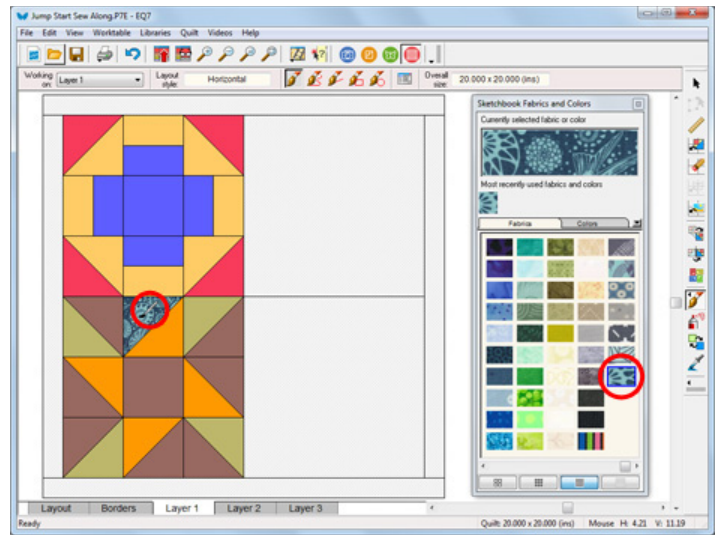 Jump Start Sew Along.P7E - EQ7
File Edit View Worktable Libraries Quilt Videos Help
Working on: Layer 1 Layout style: Horizontal Overall size: 20.000 x 20.000 (ins)
Sketchbook Fabrics and Colors
Currently selected fabric or color
Most recently used fabrics and colors
Fabrics Colors
Layout Borders Layer 1 Layer 2 Layer 3
Ready Quilt: 20.000 x 20.000 (ins) Mouse H: 4.21 V: 11.19